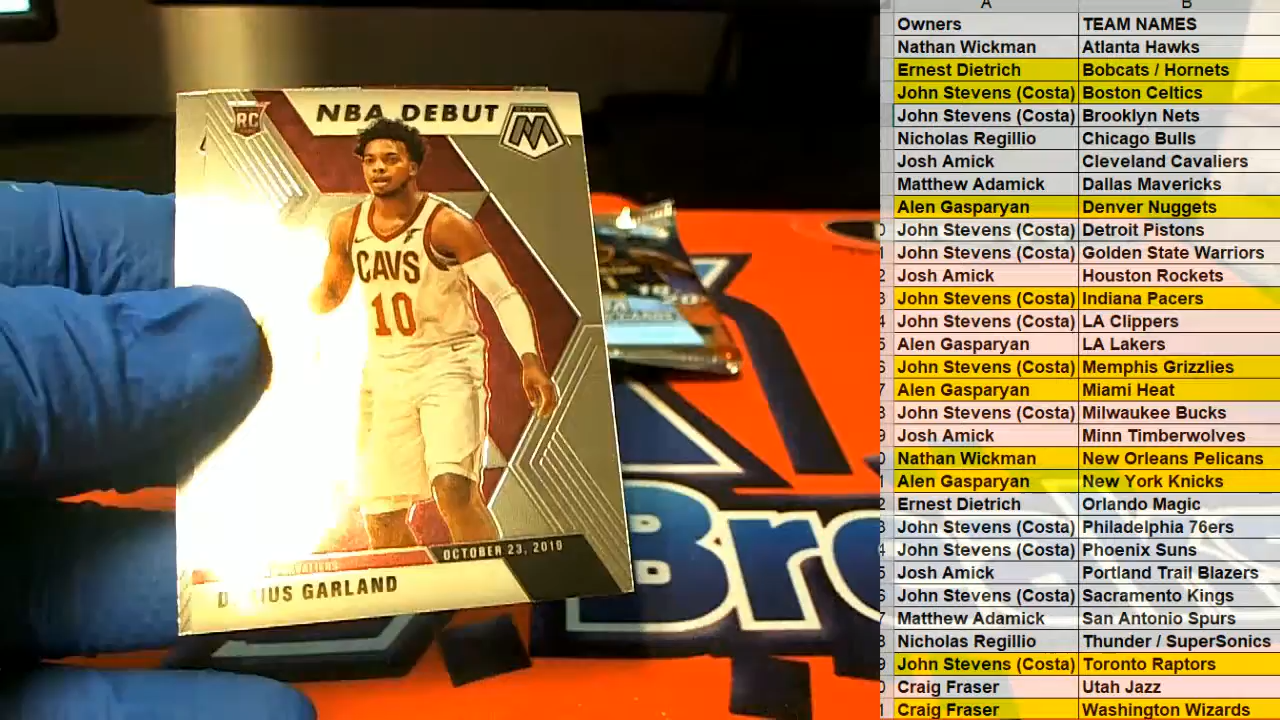 NBA DEBUT
RC
M
CAVS
10
OCTOBER 23, 2019
GARLAND
Bro
A B
Owners TEAM NAMES
Nathan Wickman Atlanta Hawks
Ernest Dietrich Bobcats / Hornets
John Stevens (Costa) Boston Celtics
John Stevens (Costa) Brooklyn Nets
Nicholas Regillio Chicago Bulls
Josh Amick Cleveland Cavaliers
Matthew Adamick Dallas Mavericks
Alen Gasparyan Denver Nuggets
John Stevens (Costa) Detroit Pistons
John Stevens (Costa) Golden State Warriors
Josh Amick Houston Rockets
John Stevens (Costa) Indiana Pacers
John Stevens (Costa) LA Clippers
Alen Gasparyan LA Lakers
John Stevens (Costa) Memphis Grizzlies
Alen Gasparyan Miami Heat
John Stevens (Costa) Milwaukee Bucks
Josh Amick Minn Timberwolves
Nathan Wickman New Orleans Pelicans
Alen Gasparyan New York Knicks
Ernest Dietrich Orlando Magic
John Stevens (Costa) Philadelphia 76ers
John Stevens (Costa) Phoenix Suns
Josh Amick Portland Trail Blazers
John Stevens (Costa) Sacramento Kings
Matthew Adamick San Antonio Spurs
Nicholas Regillio Thunder / SuperSonics
John Stevens (Costa) Toronto Raptors
Craig Fraser Utah Jazz
Craig Fraser Washington Wizards